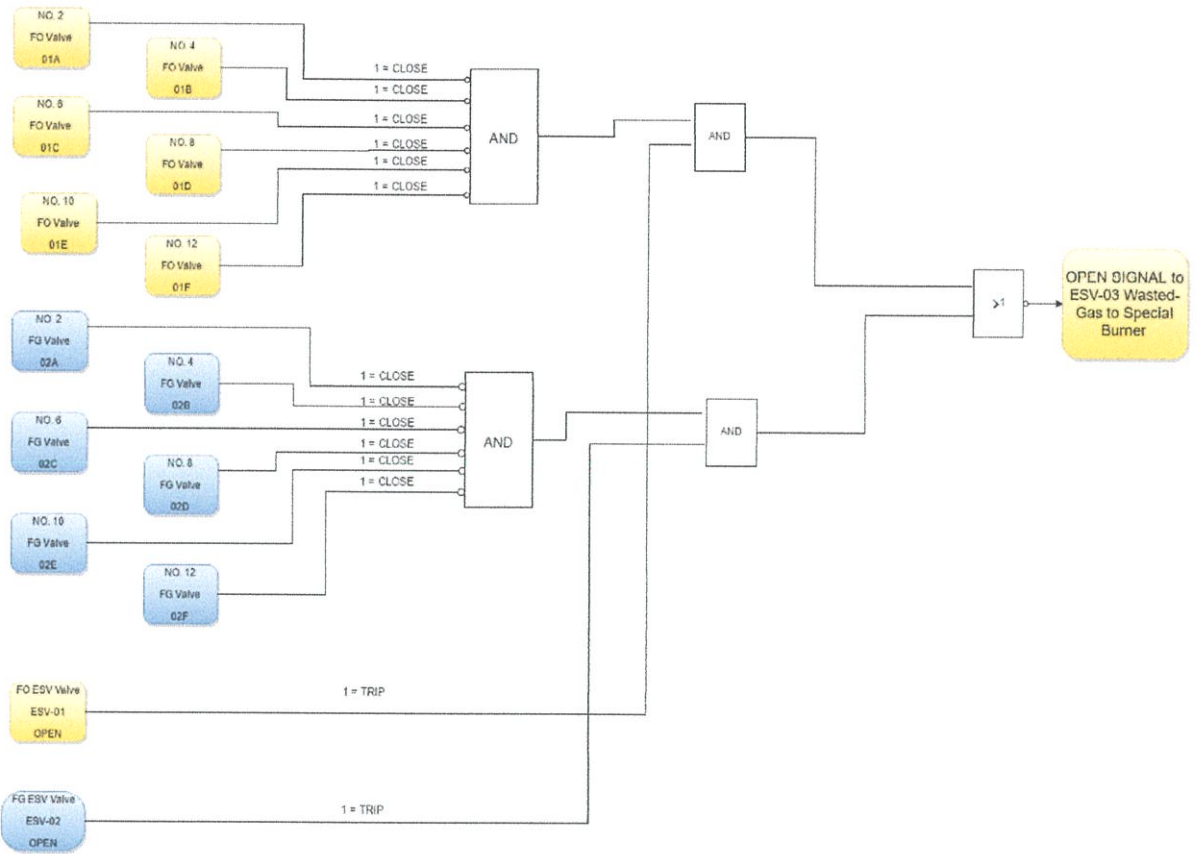 NO. 2
FO Valve
01A
NO. 4
FO Valve
01B
NO. 6
FO Valve
01C
NO. 8
FO Valve
01D
NO. 10
FO Valve
01E
NO. 12
FO Valve
01F
1 = CLOSE
1 = CLOSE
1 = CLOSE
1 = CLOSE
1 = CLOSE
1 = CLOSE
AND
AND
NO. 2
FG Valve
02A
NO. 4
FG Valve
02B
NO. 6
FG Valve
02C
NO. 8
FG Valve
02D
NO. 10
FG Valve
02E
NO. 12
FG Valve
02F
1 = CLOSE
1 = CLOSE
1 = CLOSE
1 = CLOSE
1 = CLOSE
1 = CLOSE
AND
AND
>1
OPEN SIGNAL to
ESV-03 Wasted-
Gas to Special
Burner
FO ESV Valve
ESV-01
OPEN
1 = TRIP
FG ESV Valve
ESV-02
OPEN
1 = TRIP